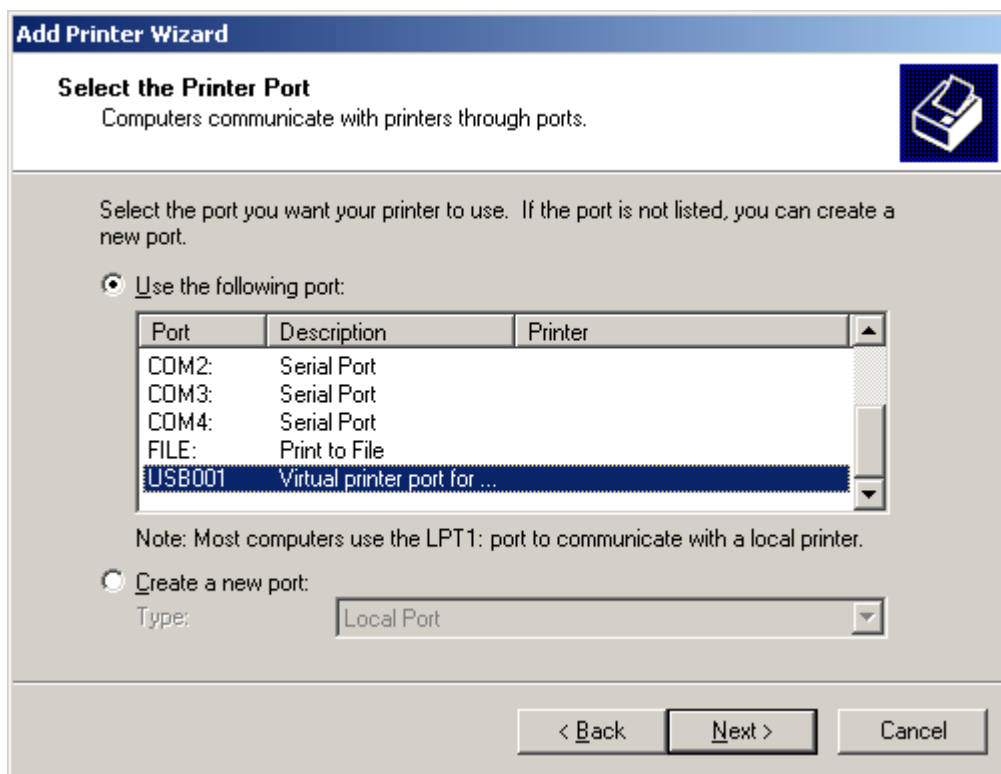 Add Printer Wizard
Select the Printer Port
Computers communicate with printers through ports.
Select the port you want your printer to use.  If the port is not listed, you can create a
new port.
Use the following port:
Port Description Printer
COM2: Serial Port
COM3: Serial Port
COM4: Serial Port
FILE: Print to File
USB001 Virtual printer port for ...
Note: Most computers use the LPT1: port to communicate with a local printer.
Create a new port:
Type: Local Port
< Back Next > Cancel